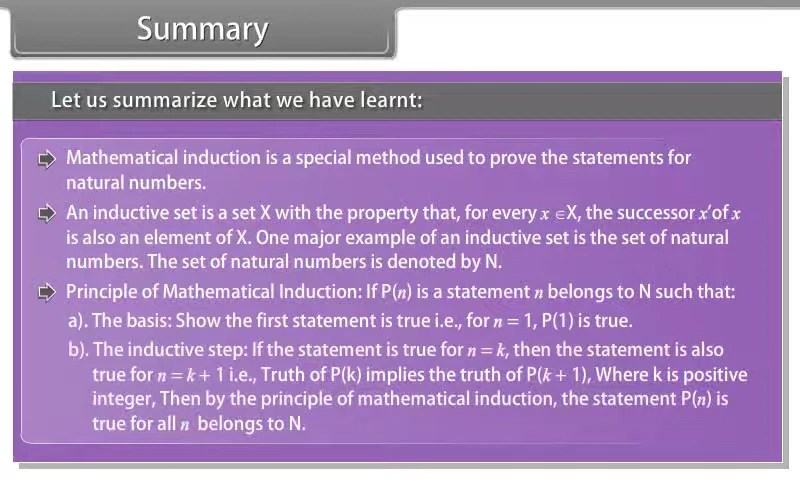 Summary
Let us summarize what we have learnt:
Mathematical induction is a special method used to prove the statements for
natural numbers.
An inductive set is a set X with the property that, for every x ∈X, the successor x′of x
is also an element of X. One major example of an inductive set is the set of natural
numbers. The set of natural numbers is denoted by N.
Principle of Mathematical Induction: If P(n) is a statement n belongs to N such that:
a). The basis: Show the first statement is true i.e., for n = 1, P(1) is true.
b). The inductive step: If the statement is true for n = k, then the statement is also
true for n = k + 1 i.e., Truth of P(k) implies the truth of P(k + 1), Where k is positive
integer, Then by the principle of mathematical induction, the statement P(n) is
true for all n belongs to N.